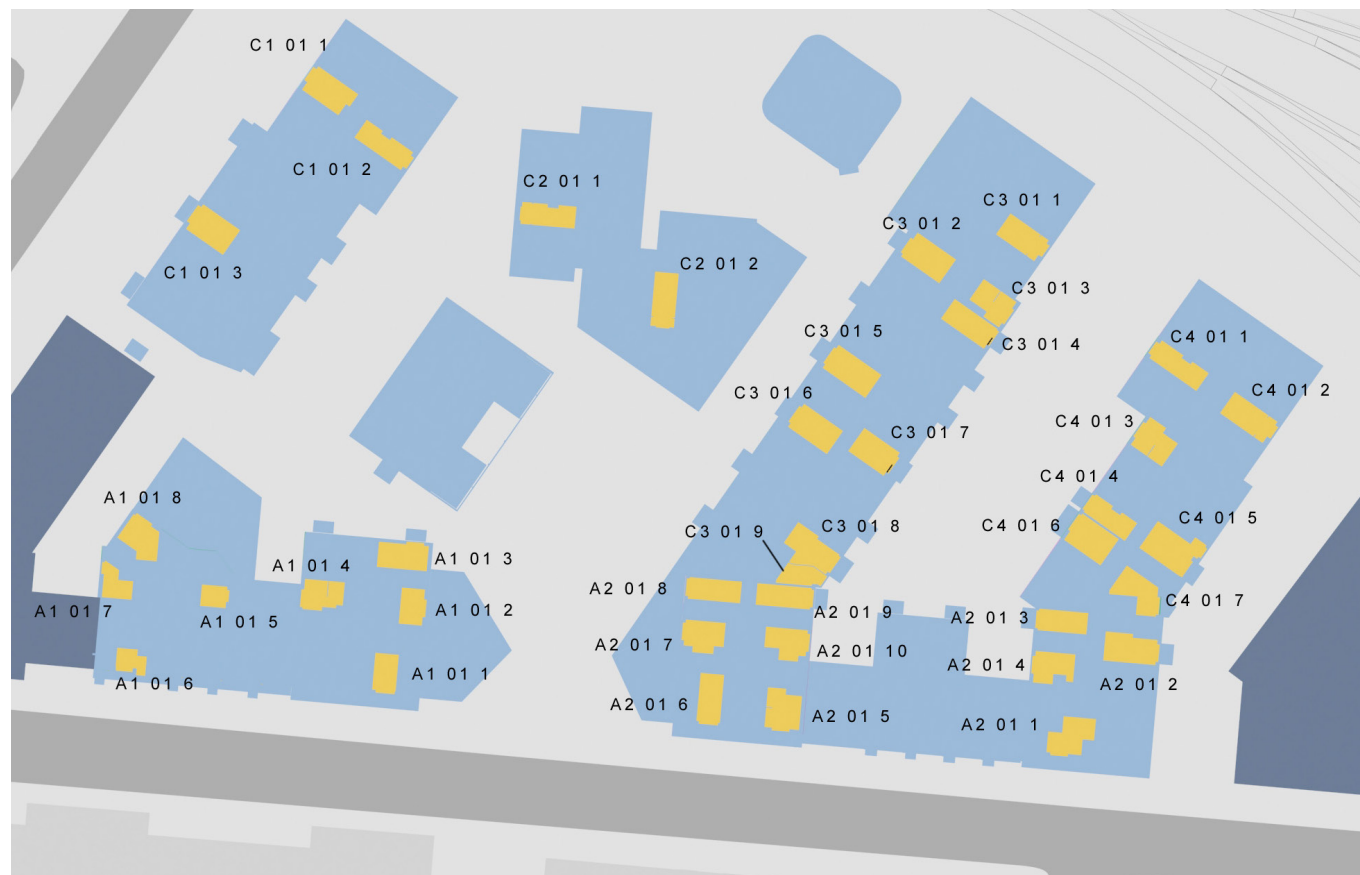 C1 01 1
C1 01 2
C1 01 3
C2 01 1
C2 01 2
C3 01 1
C3 01 2
C3 01 3
C3 01 4
C3 01 5
C3 01 6
C3 01 7
C3 01 8
C3 01 9
C4 01 1
C4 01 2
C4 01 3
C4 01 4
C4 01 5
C4 01 6
C4 01 7
A1 01 8
A1 01 3
A1 01 4
A1 01 2
A1 01 7
A1 01 5
A1 01 1
A1 01 6
A2 01 8
A2 01 9
A2 01 3
A2 01 7
A2 01 10
A2 01 4
A2 01 2
A2 01 6
A2 01 5
A2 01 1